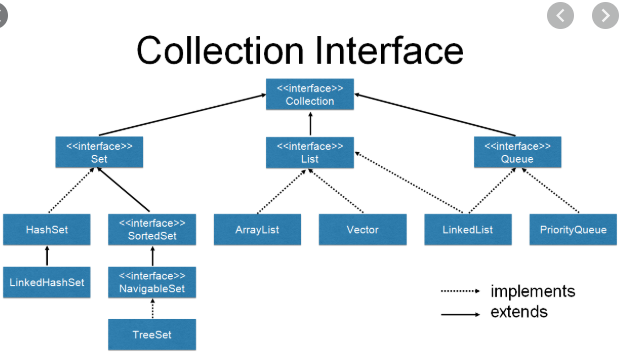 Collection Interface
<<interface>>
Collection
<<interface>>
Set
<<interface>>
List
<<interface>>
Queue
HashSet
<<interface>>
SortedSet
ArrayList
Vector
LinkedList
PriorityQueue
LinkedHashSet
<<interface>>
NavigableSet
TreeSet
implements
extends